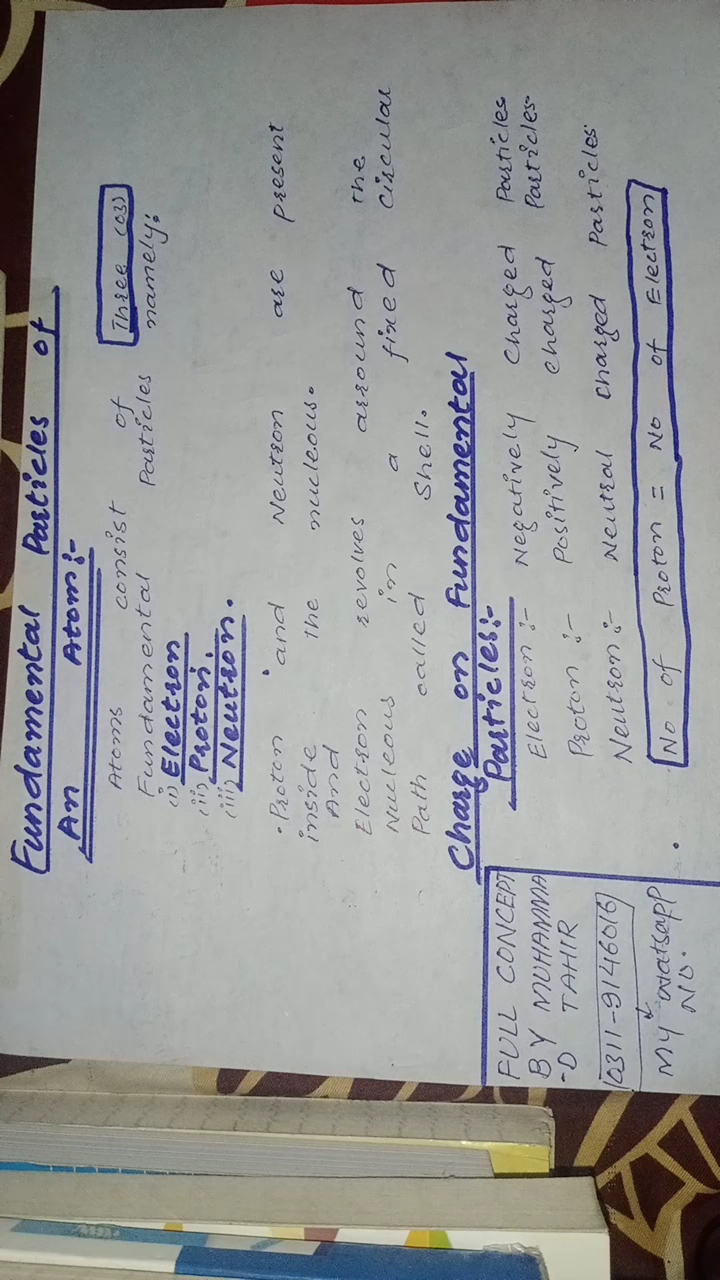 Fundamental Particles of
An Atom:-
Atoms consist of Three (03)
Fundamental Particles namely:
(i) Electron
(ii) Proton,
(iii) Neutron.
• Proton and Neutron are present
inside the nucleous.
And
Electron revolves arround the
Nucleous in a fixed circular
Path called Shell.
Charge on Fundamental
Particles:-
Electron :- Negatively Charged Particles
Proton :- Positively charged Particles.
Neutron :- Neutral charged Particles
No. of Proton = No of Electron
FULL CONCEPT
BY MUHAMMA
-D TAHIR
0311-9146016
MY whatsapp
No.